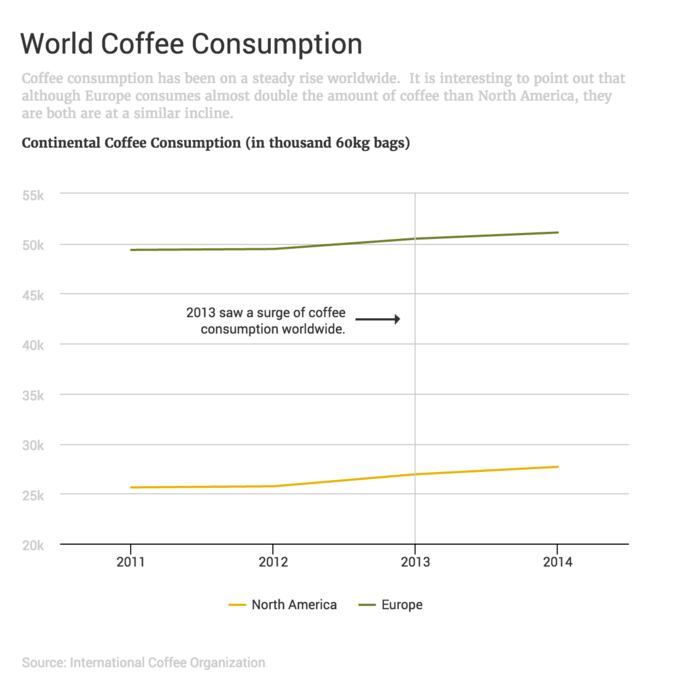 World Coffee Consumption
Coffee consumption has been on a steady rise worldwide.  It is interesting to point out that
although Europe consumes almost double the amount of coffee than North America, they
are both are at a similar incline.
Continental Coffee Consumption (in thousand 60kg bags)
55k
50k
45k
2013 saw a surge of coffee
consumption worldwide.
40k
35k
30k
25k
20k
2011 2012 2013 2014
North America Europe
Source: International Coffee Organization